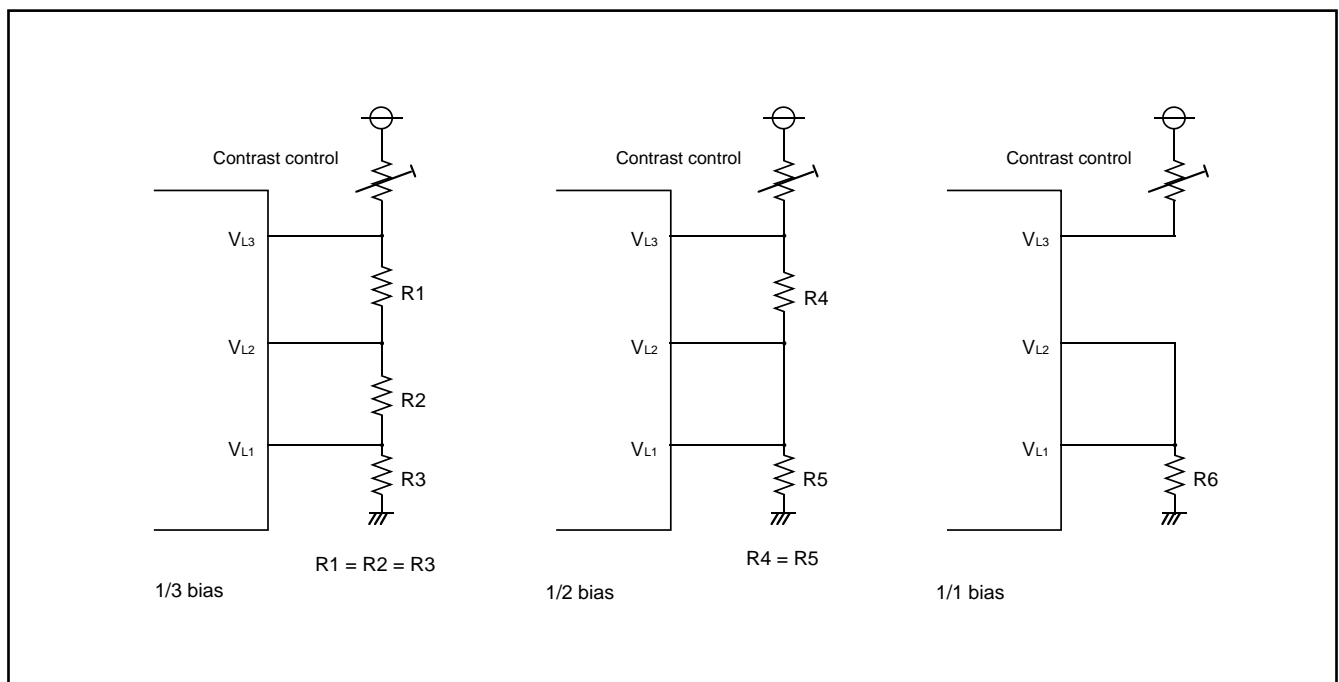 Contrast control
VL3
R1
VL2
R2
VL1
R3
R1 = R2 = R3
1/3 bias
Contrast control
VL3
R4
VL2
VL1
R5
R4 = R5
1/2 bias
Contrast control
VL3
VL2
VL1
R6
1/1 bias